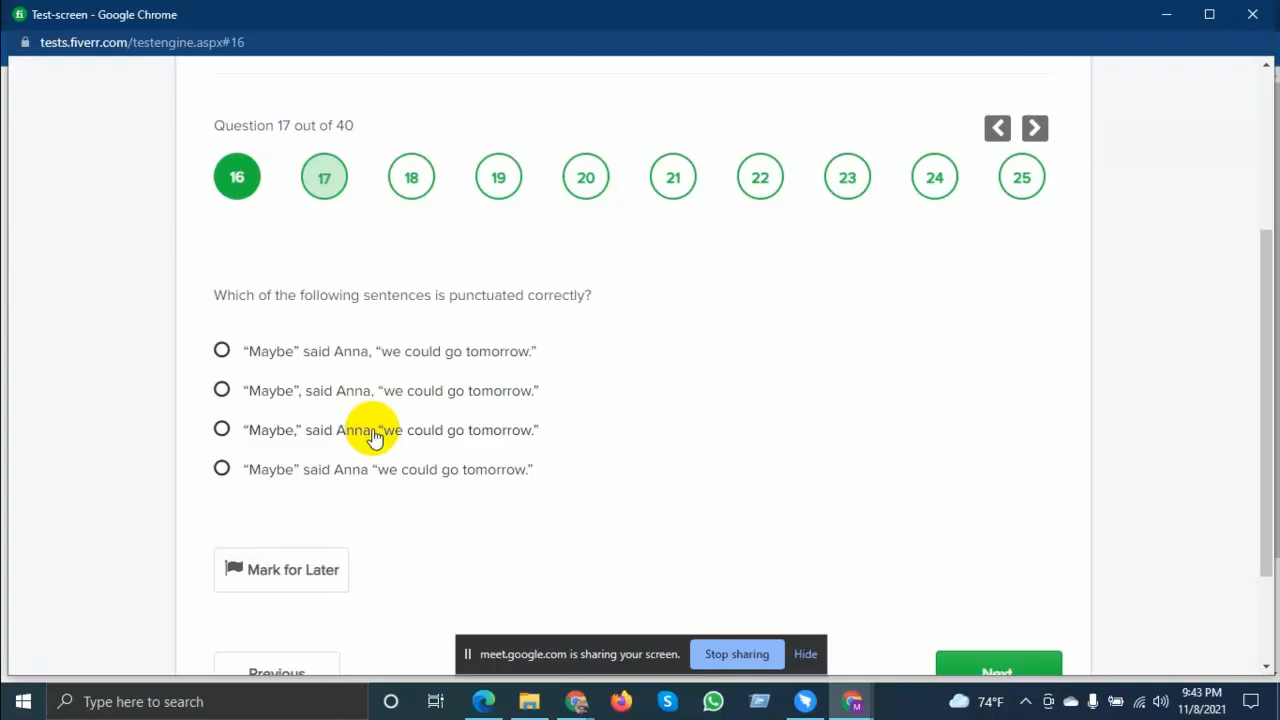 fi Test-screen - Google Chrome
tests.fiverr.com/testengine.aspx#16
Question 17 out of 40
16 17 18 19 20 21 22 23 24 25
Which of the following sentences is punctuated correctly?
“Maybe” said Anna, “we could go tomorrow.”
“Maybe”, said Anna, “we could go tomorrow.”
“Maybe,” said Anna, “we could go tomorrow.”
“Maybe” said Anna “we could go tomorrow.”
Mark for Later
meet.google.com is sharing your screen. Stop sharing Hide
Previous Next
Type here to search
M
74°F
9:43 PM
11/8/2021